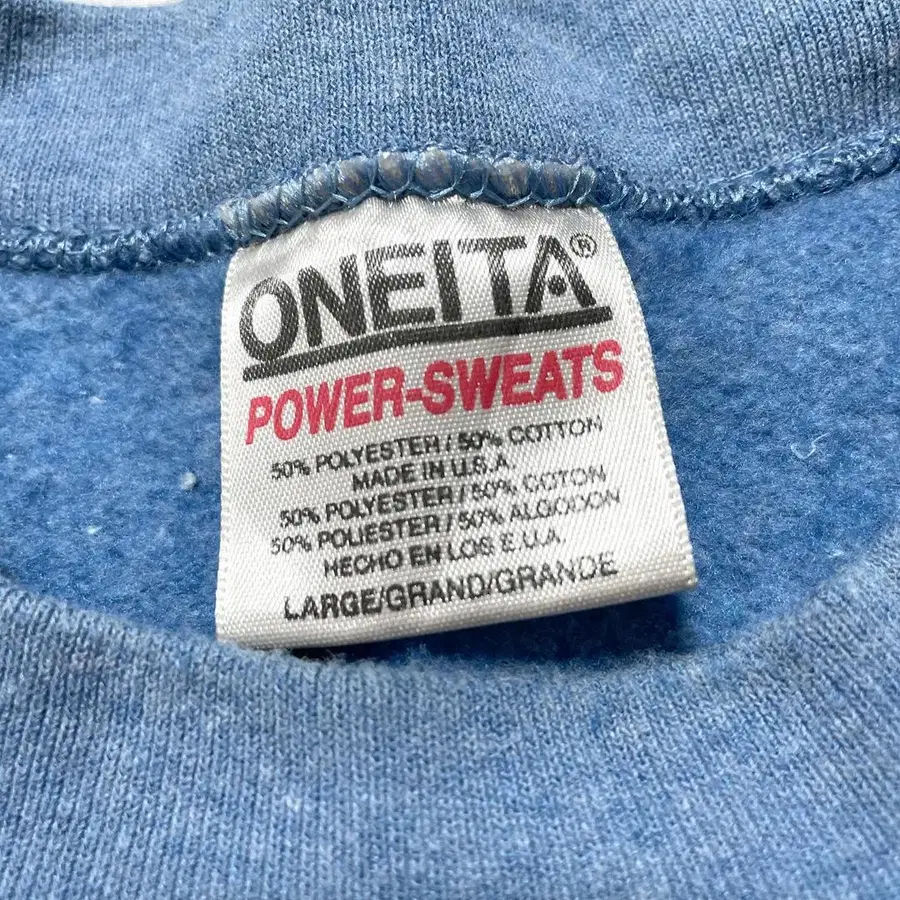 ONEITA®
POWER-SWEATS
50% POLYESTER / 50% COTTON
MADE IN U.S.A.
50% POLYESTER / 50% COTON
50% POLIESTER / 50% ALGODON
HECHO EN LOS E.U.A.
LARGE/GRAND/GRANDE